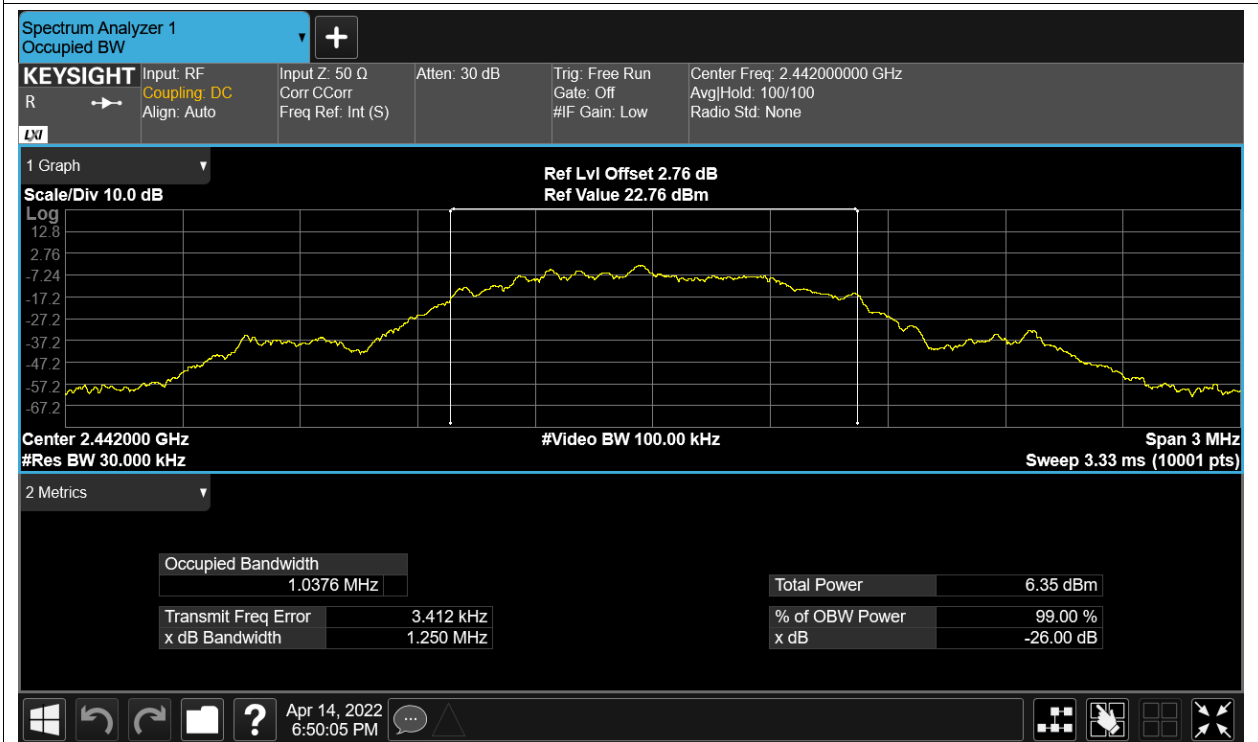 Spectrum Analyzer 1
Occupied BW
KEYSIGHT
R
LXI
Input: RF
Coupling: DC
Align: Auto
Input Z: 50 Ω
Corr CCorr
Freq Ref: Int (S)
Atten: 30 dB
Trig: Free Run
Gate: Off
#IF Gain: Low
Center Freq: 2.442000000 GHz
Avg|Hold: 100/100
Radio Std: None
1 Graph
Ref Lvl Offset 2.76 dB
Scale/Div 10.0 dB
Ref Value 22.76 dBm
Log
12.8
2.76
-7.24
-17.2
-27.2
-37.2
-47.2
-57.2
-67.2
Center 2.442000 GHz
#Video BW 100.00 kHz
Span 3 MHz
#Res BW 30.000 kHz
Sweep 3.33 ms (10001 pts)
2 Metrics
Occupied Bandwidth
1.0376 MHz
Total Power 6.35 dBm
Transmit Freq Error 3.412 kHz
% of OBW Power 99.00 %
x dB Bandwidth 1.250 MHz
x dB -26.00 dB
?
Apr 14, 2022
6:50:05 PM